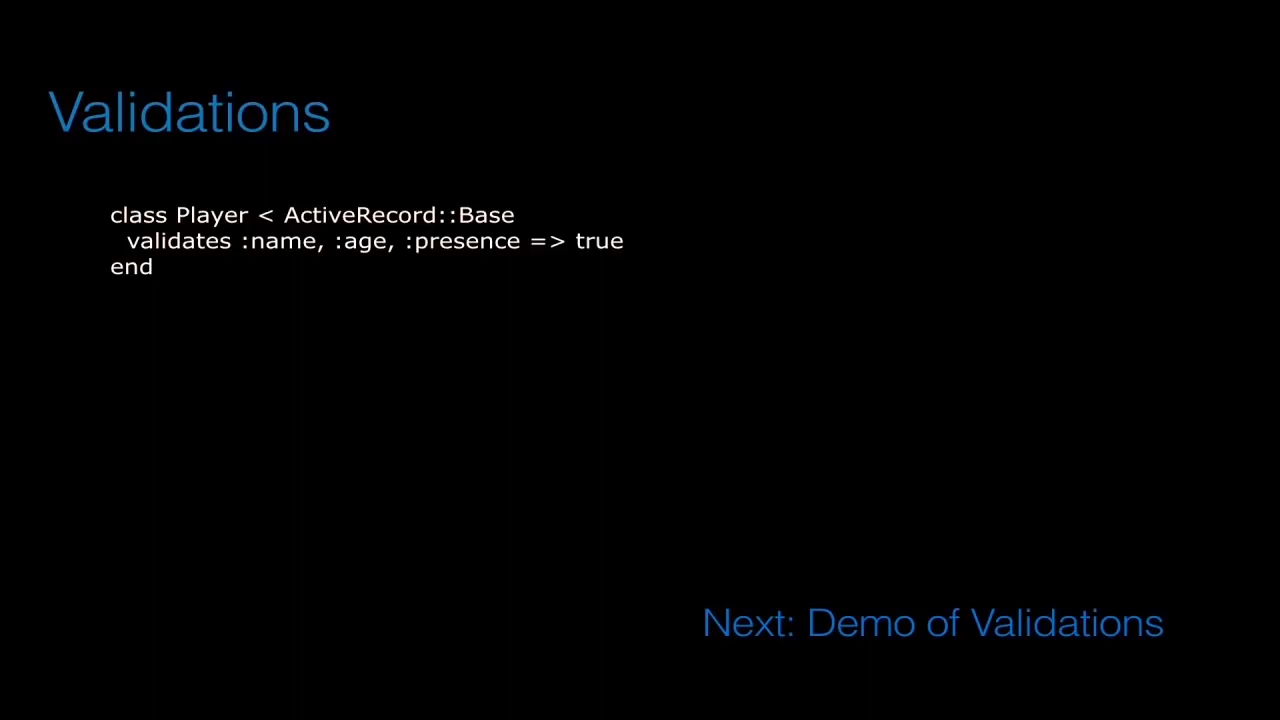 Validations
class Player < ActiveRecord::Base
validates :name, :age, :presence => true
end
Next: Demo of Validations